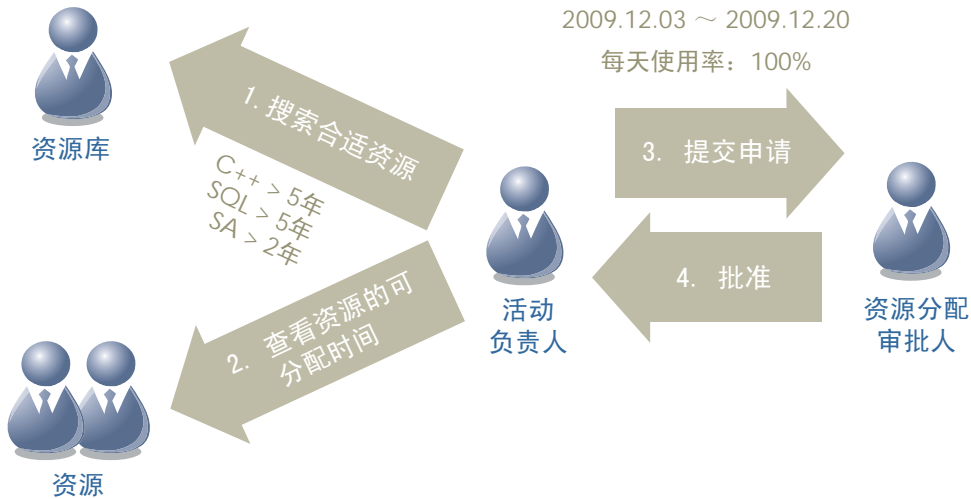 2009.12.03 ～ 2009.12.20
每天使用率：100%
1. 搜索合适资源
资源库
C++ > 5年
SQL > 5年
SA > 2年
3. 提交申请
4. 批准
活动
负责人
资源分配
审批人
2. 查看资源的可
分配时间
资源